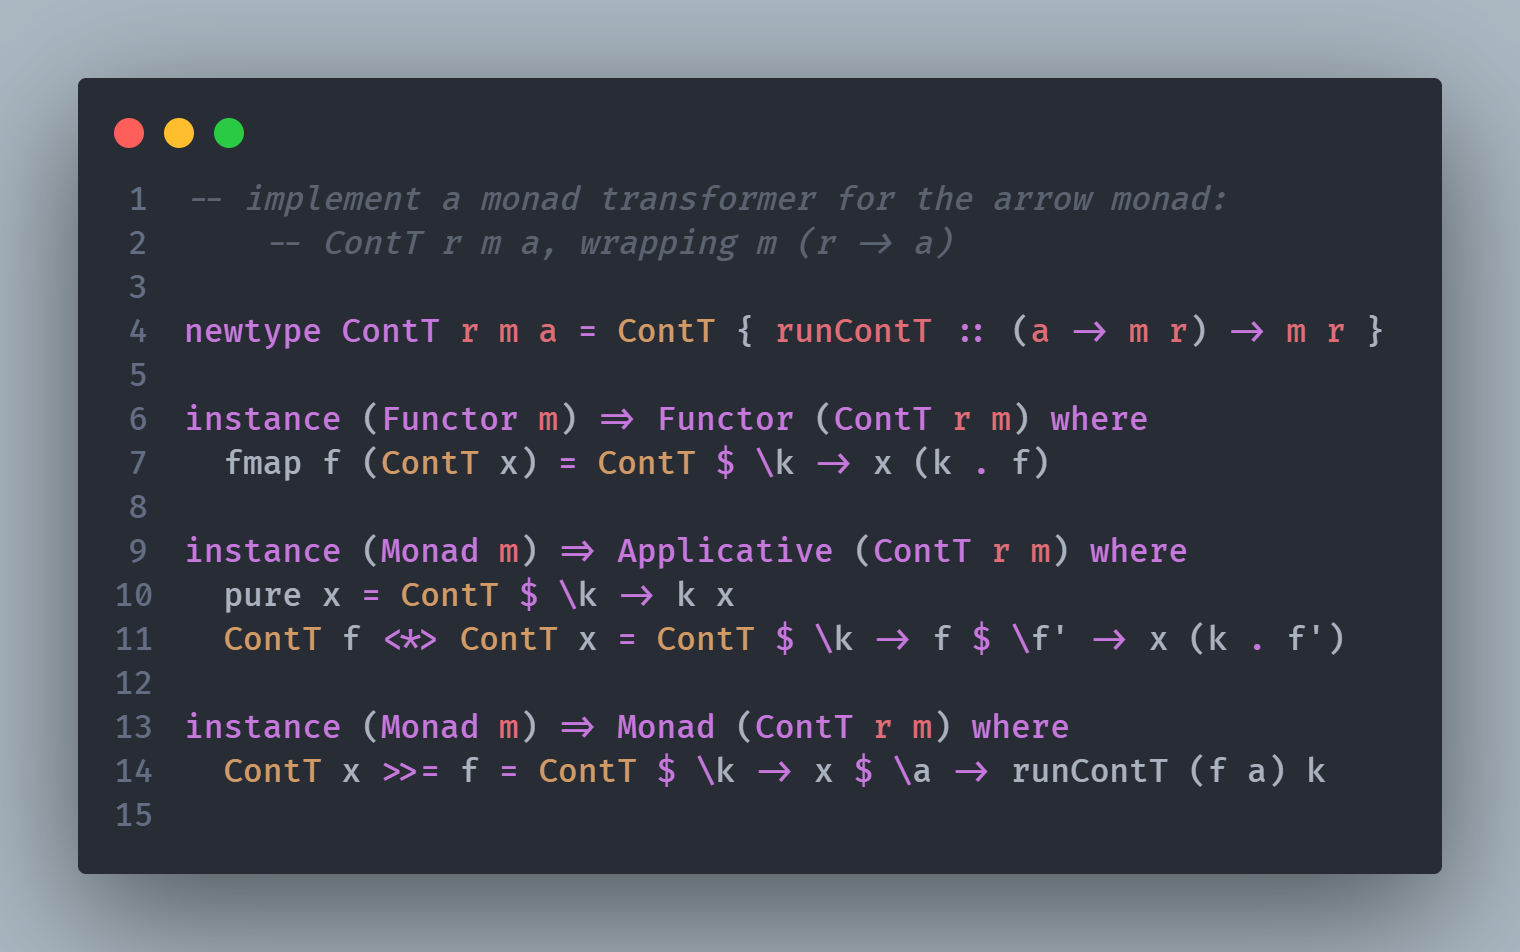 1 -- implement a monad transformer for the arrow monad:
2     -- ContT r m a, wrapping m (r -> a)
3
4 newtype ContT r m a = ContT { runContT :: (a -> m r) -> m r }
5
6 instance (Functor m) => Functor (ContT r m) where
7   fmap f (ContT x) = ContT $ \k -> x (k . f)
8
9 instance (Monad m) => Applicative (ContT r m) where
10   pure x = ContT $ \k -> k x
11   ContT f <*> ContT x = ContT $ \k -> f $ \f' -> x (k . f')
12
13 instance (Monad m) => Monad (ContT r m) where
14   ContT x >>= f = ContT $ \k -> x $ \a -> runContT (f a) k
15